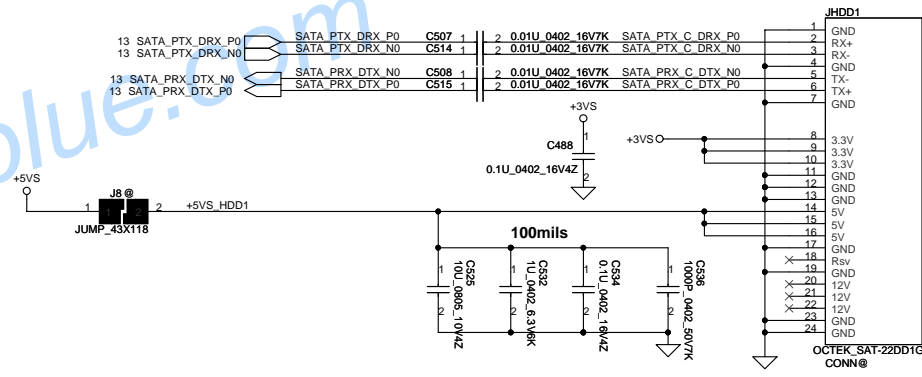 JHDD1
13 SATA_PTX_DRX_P0 SATA_PTX_DRX_P0 C507 1 2 0.01U_0402_16V7K SATA_PTX_C_DRX_P0
13 SATA_PTX_DRX_N0 SATA_PTX_DRX_N0 C514 1 2 0.01U_0402_16V7K SATA_PTX_C_DRX_N0
13 SATA_PRX_DTX_N0 SATA_PRX_DTX_N0 C508 1 2 0.01U_0402_16V7K SATA_PRX_C_DTX_N0
13 SATA_PRX_DTX_P0 SATA_PRX_DTX_P0 C515 1 2 0.01U_0402_16V7K SATA_PRX_C_DTX_P0
1 GND
2 RX+
3 RX-
4 GND
5 TX-
6 TX+
7 GND
8 3.3V
9 3.3V
10 3.3V
11 GND
12 GND
13 GND
14 5V
15 5V
16 5V
17 GND
18 Rsv
19 GND
20 12V
21 12V
22 12V
23 GND
24 GND
OCTEK_SAT-22DD1G
CONN@
+3VS
1
C488
0.1U_0402_16V4Z
2
+3VS
+5VS
J8 @
1 1 2 2 +5VS_HDD1
JUMP_43X118
100mils
1 2 C525
10U_0805_10V4Z
1 2 C532
1U_0402_6.3V6K
1 2 C534
0.1U_0402_16V4Z
1 2 C536
1000P_0402_50V7K
blue.com